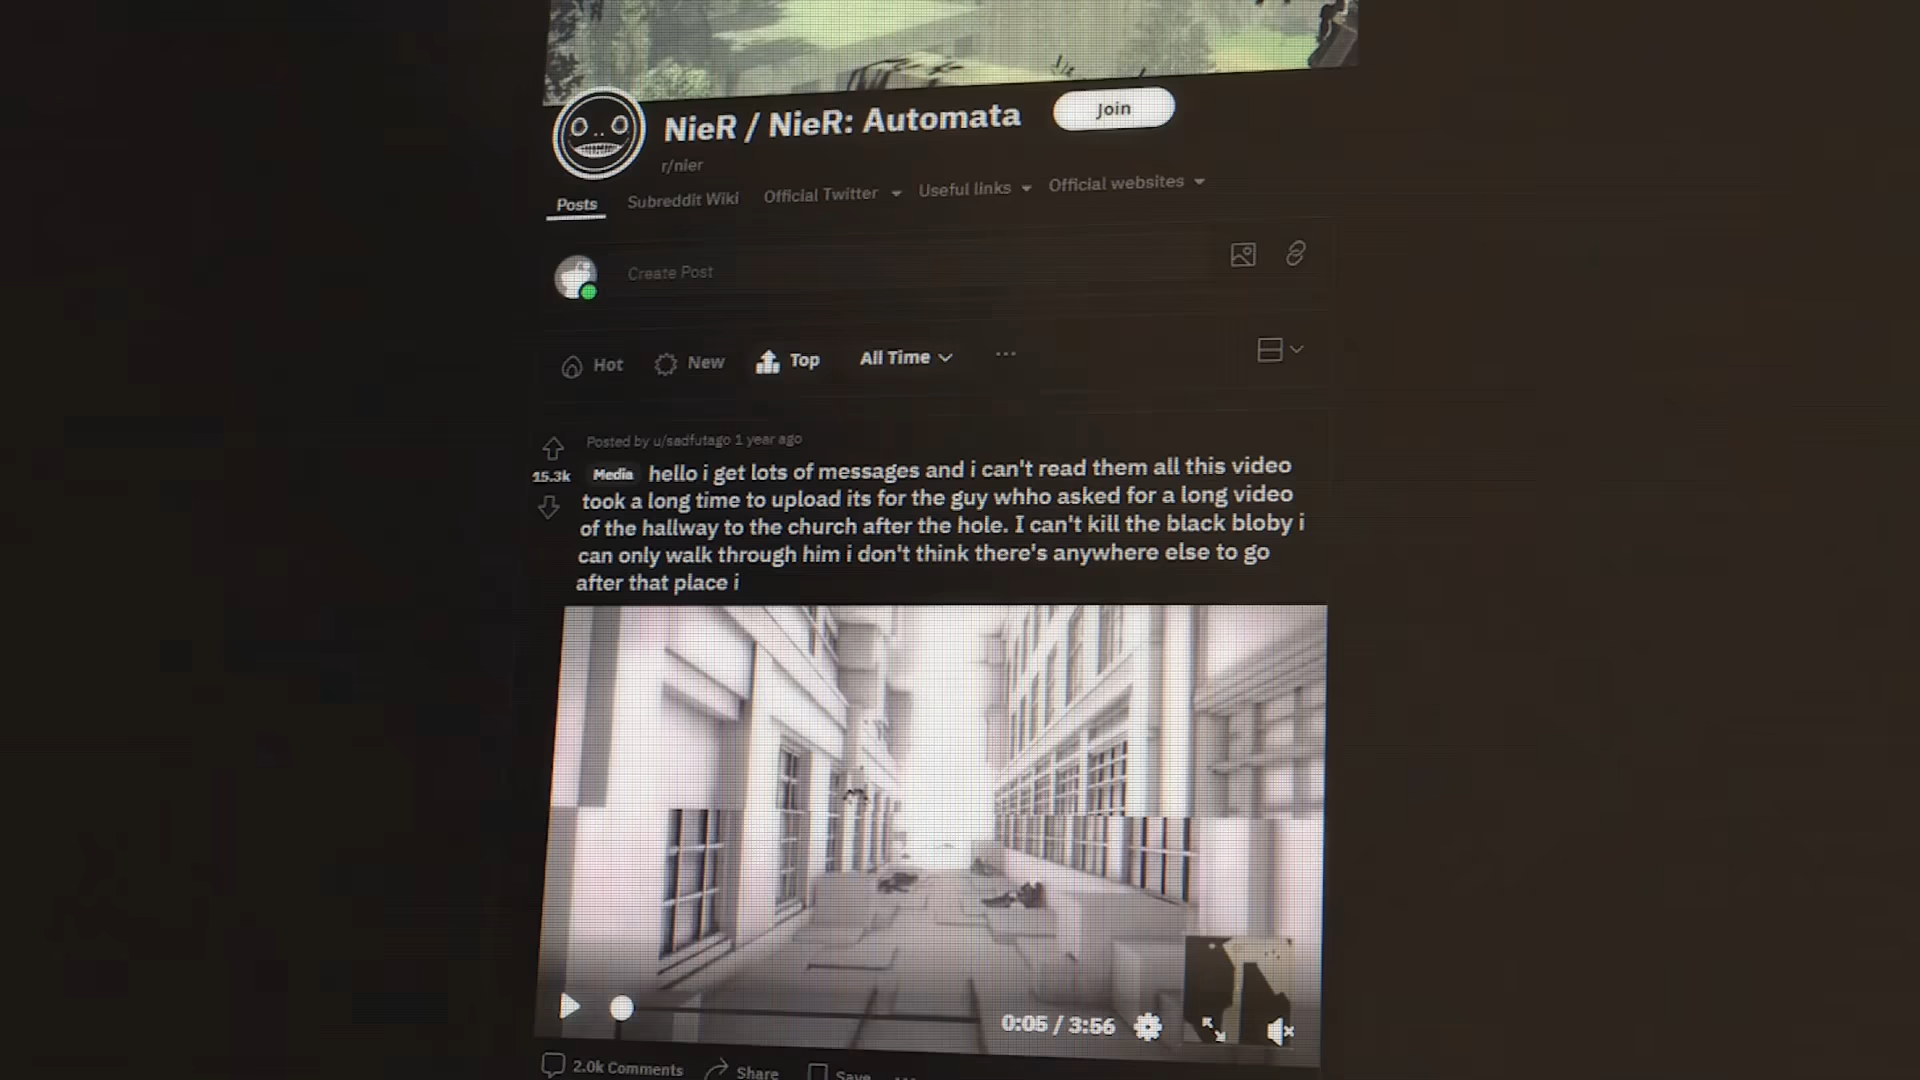 NieR / NieR: Automata
Join
r/nier
Posts
Subreddit Wiki
Official Twitter
Useful links
Official websites
Create Post
Hot
New
Top
All Time
Posted by u/sadfutago 1 year ago
15.3k
Media hello i get lots of messages and i can't read them all this video
took a long time to upload its for the guy whho asked for a long video
of the hallway to the church after the hole. I can't kill the black bloby i
can only walk through him i don't think there's anywhere else to go
after that place i
0:05 / 3:56
2.0k Comments
Share
Save